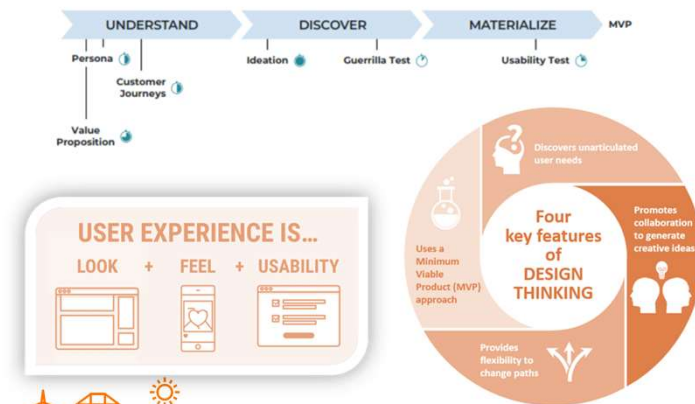 UNDERSTAND
DISCOVER
MATERIALIZE
MVP
Persona
Ideation
Guerrilla Test
Usability Test
Customer
Journeys
Value
Proposition
USER EXPERIENCE IS...
LOOK + FEEL + USABILITY
Four
key features
of
DESIGN
THINKING
Discovers unarticulated
user needs
Promotes
collaboration
to generate
creative ideas
Provides
flexibility to
change paths
Uses a
Minimum
Viable
Product (MVP)
approach